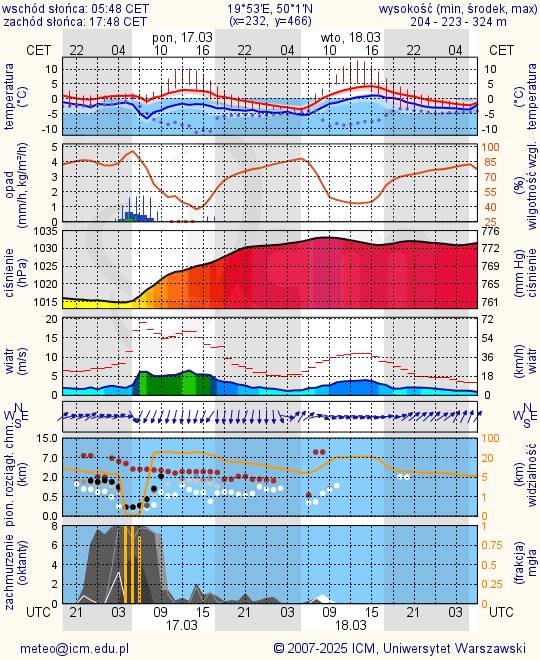 wschód słońca: 05:48 CET 19°53'E, 50°1'N wysokość (min, środek, max)
zachód słońca: 17:48 CET (x=232, y=466) 204 - 223 - 324 m
pon, 17.03 wto, 18.03
CET 22 04 10 16 22 04 10 16 22 04 CET
temperatura
(°C)
10
5
0
-5
-10
10
5
0
-5
-10
(°C)
temperatura
opad
(mm/h, kg/m²/h)
5
4
3
2
1
0
100
85
70
55
40
25
(%)
wilgotność wzgl.
ciśnienie
(hPa)
1035
1030
1025
1020
1015
776
772
769
765
761
(mm Hg)
ciśnienie
wiatr
(m/s)
20
15
10
5
0
72
54
36
18
0
(km/h)
wiatr
N
W E
S
N
W E
S
pion. rozciągł. chm.
(km)
15.0
7.0
2.0
0.5
0.0
100
20
5
1
0
(km)
widzialność
zachmurzenie
(oktanty)
8
6
4
2
0
1
0.75
0.5
0.25
0
(frakcja)
mgła
UTC 21 03 09 15 21 03 09 15 21 03 UTC
17.03 18.03
meteo@icm.edu.pl © 2007-2025 ICM, Uniwersytet Warszawski